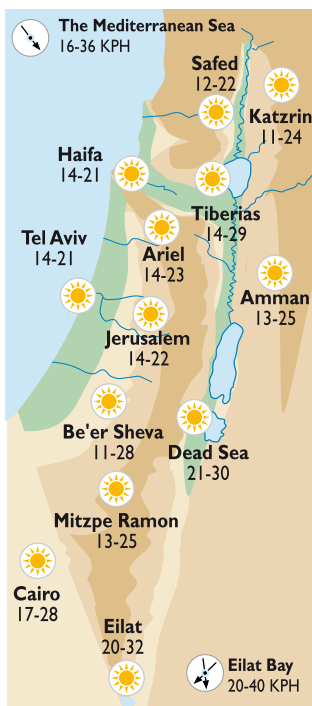 The Mediterranean Sea
16-36 KPH
Safed
12-22
Katzrin
11-24
Haifa
14-21
Tiberias
14-29
Tel Aviv
14-21
Ariel
14-23
Amman
13-25
Jerusalem
14-22
Be'er Sheva
11-28
Dead Sea
21-30
Mitzpe Ramon
13-25
Cairo
17-28
Eilat
20-32
Eilat Bay
20-40 KPH